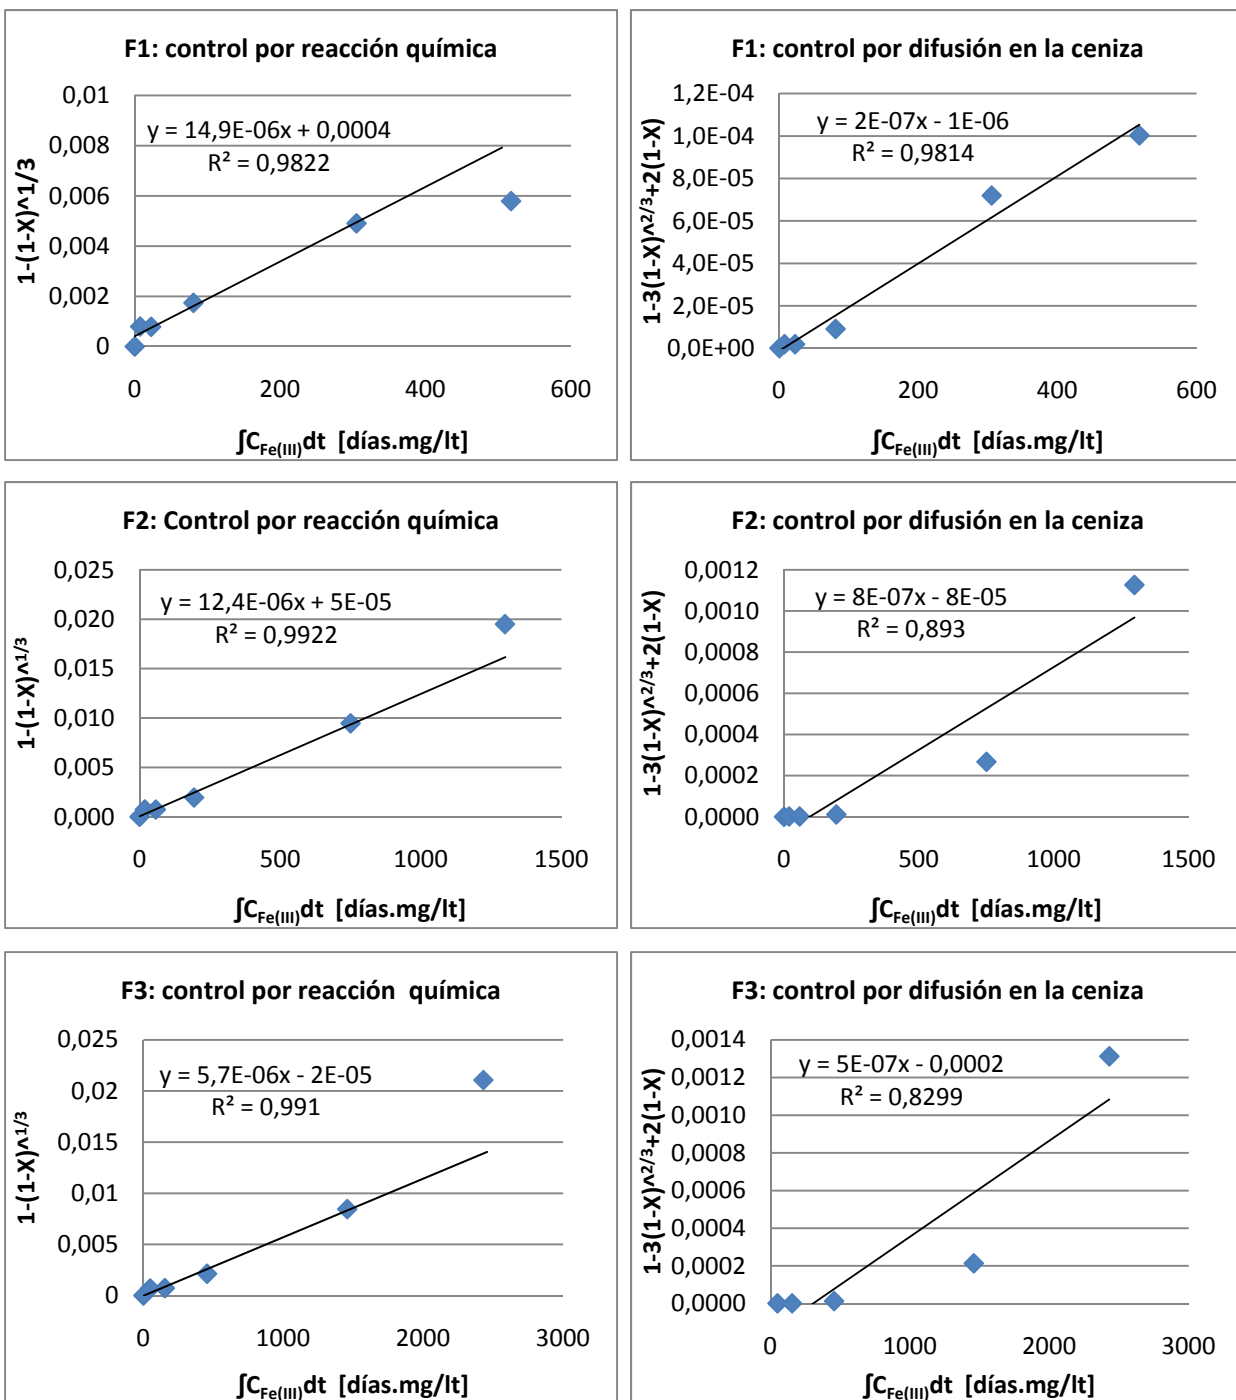 F1: control por reacción química
0,01
0,008
0,006
0,004
0,002
0
y = 14,9E-06x + 0,0004
R² = 0,9822
1-(1-X)^1/3
0 200 400 600
∫C_Fe(III)dt [días.mg/lt]
F1: control por difusión en la ceniza
1,2E-04
1,0E-04
8,0E-05
6,0E-05
4,0E-05
2,0E-05
0,0E+00
y = 2E-07x - 1E-06
R² = 0,9814
1-3(1-X)^2/3+2(1-X)
0 200 400 600
∫C_Fe(III)dt [días.mg/lt]
F2: Control por reacción química
0,025
0,020
0,015
0,010
0,005
0,000
y = 12,4E-06x + 5E-05
R² = 0,9922
1-(1-X)^1/3
0 500 1000 1500
∫C_Fe(III)dt [días.mg/lt]
F2: control por difusión en la ceniza
0,0012
0,0010
0,0008
0,0006
0,0004
0,0002
0,0000
y = 8E-07x - 8E-05
R² = 0,893
1-3(1-X)^2/3+2(1-X)
0 500 1000 1500
∫C_Fe(III)dt [días.mg/lt]
F3: control por reacción química
0,025
0,02
0,015
0,01
0,005
0
y = 5,7E-06x - 2E-05
R² = 0,991
1-(1-X)^1/3
0 1000 2000 3000
∫C_Fe(III)dt [días.mg/lt]
F3: control por difusión en la ceniza
0,0014
0,0012
0,0010
0,0008
0,0006
0,0004
0,0002
0,0000
y = 5E-07x - 0,0002
R² = 0,8299
1-3(1-X)^2/3+2(1-X)
0 1000 2000 3000
∫C_Fe(III)dt [días.mg/lt]